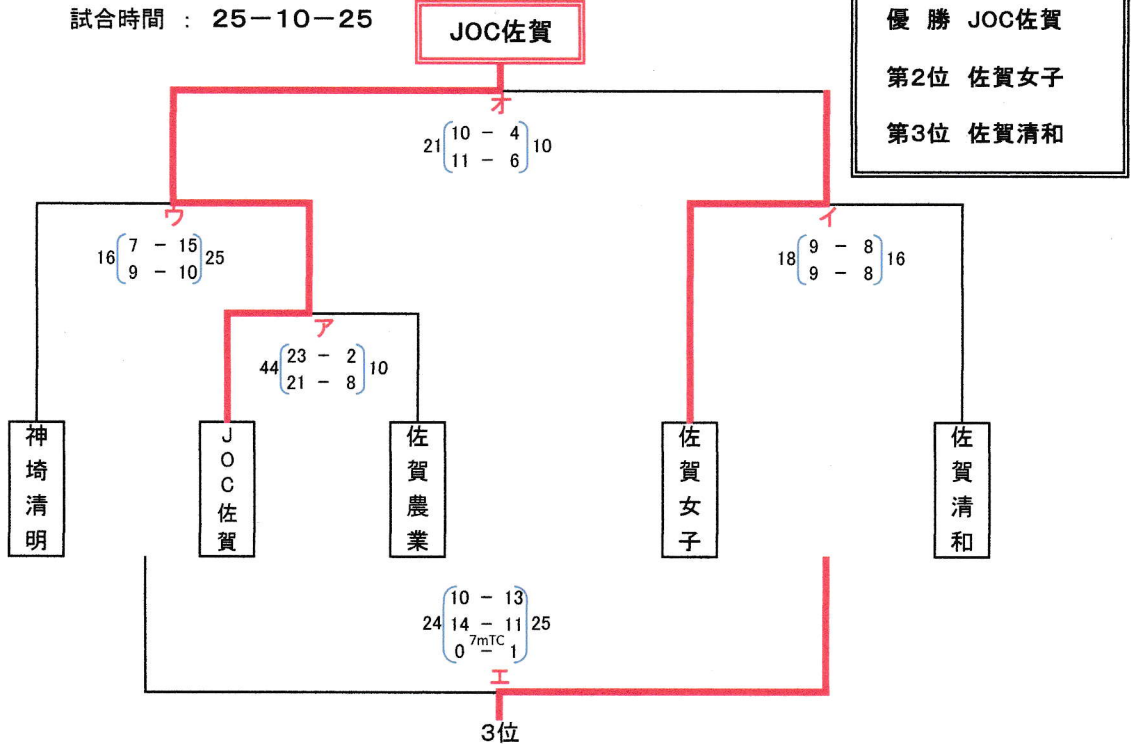 試合時間 : 25-10-25
JOC佐賀
優 勝 JOC佐賀
第2位 佐賀女子
第3位 佐賀清和
オ
21 10 - 4 10
11 - 6
ウ
16 7 - 15 25
9 - 10
イ
18 9 - 8 16
9 - 8
ア
44 23 - 2 10
21 - 8
神埼清明
JOC佐賀
佐賀農業
佐賀女子
佐賀清和
10 - 13
24 14 - 11 25
7mTC
0 - 1
エ
3位